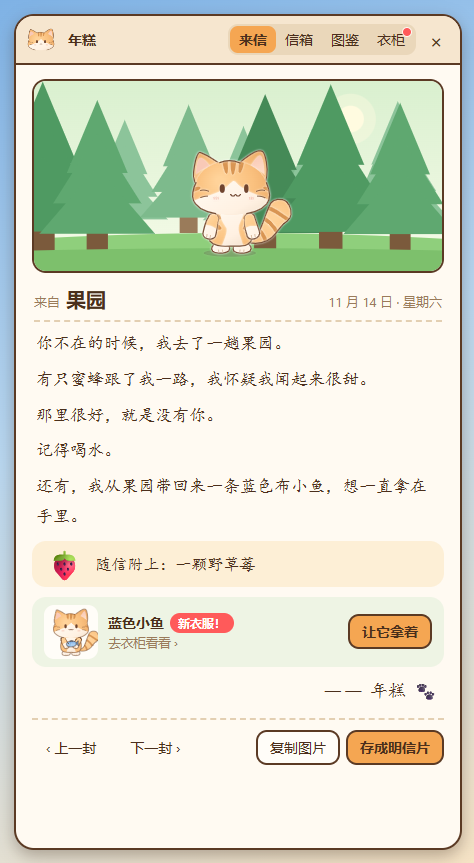 年糕
来信 信箱 图鉴 衣柜 ×
来自 果园 11 月 14 日 · 星期六
你不在的时候，我去了一趟果园。
有只蜜蜂跟了我一路，我怀疑我闻起来很甜。
那里很好，就是没有你。
记得喝水。
还有，我从果园带回来一条蓝色布小鱼，想一直拿在
手里。
随信附上：一颗野草莓
蓝色小鱼 新衣服！
去衣柜看看 ›
让它拿着
—— 年糕
‹ 上一封 下一封 › 复制图片 存成明信片